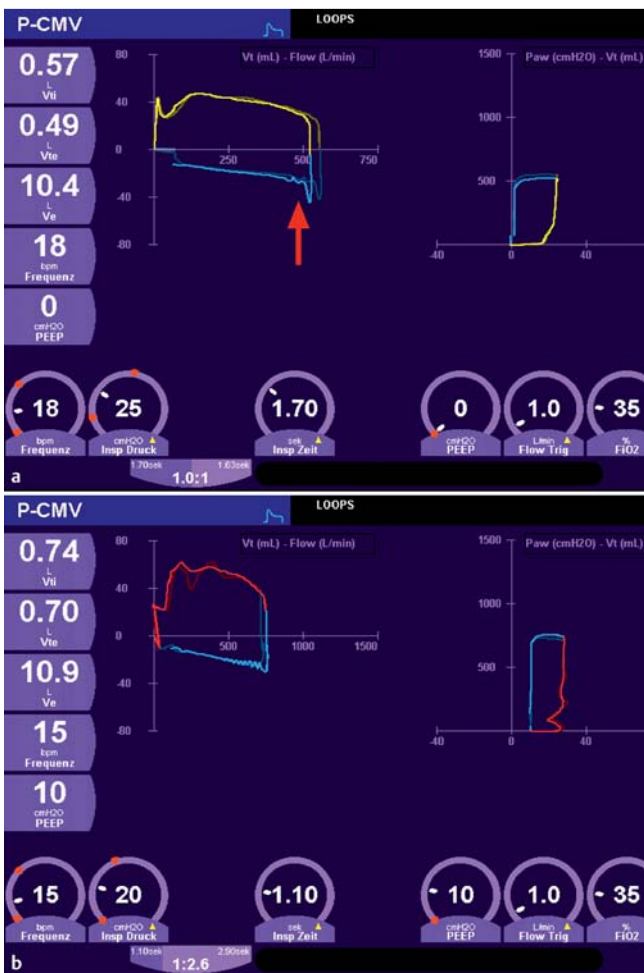 P-CMV
LOOPS
0.57
L
Vti
0.49
L
Vte
10.4
L
Ve
18
bpm
Frequenz
0
cmH2O
PEEP
Vt (mL) - Flow (L/min)
80
40
0
-40
-80
250
500
750
Paw (cmH2O) - Vt (mL)
1500
1000
500
-40
0
40
18
bpm
Frequenz
25
cmH2O
Insp Druck
1.70
sek
Insp Zeit
0
cmH2O
PEEP
1.0
L/min
Flow Trig
35
%
FiO2
1.70sek
1.63sek
1.0:1
a
P-CMV
LOOPS
0.74
L
Vti
0.70
L
Vte
10.9
L
Ve
15
bpm
Frequenz
10
cmH2O
PEEP
Vt (mL) - Flow (L/min)
80
40
0
-40
-80
500
1000
1500
Paw (cmH2O) - Vt (mL)
1500
1000
500
-40
0
40
15
bpm
Frequenz
20
cmH2O
Insp Druck
1.10
sek
Insp Zeit
10
cmH2O
PEEP
1.0
L/min
Flow Trig
35
%
FiO2
1.10sek
2.90sek
1:2.6
b